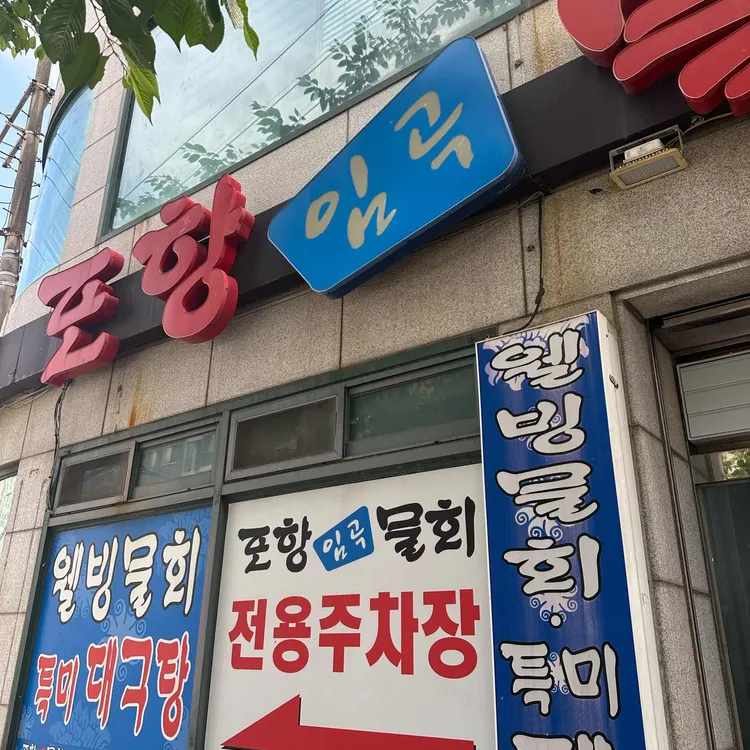 포항 임곡
웰빙물회
특미 대구탕
포항 임곡 물회
전용주차장
웰빙물회·특미